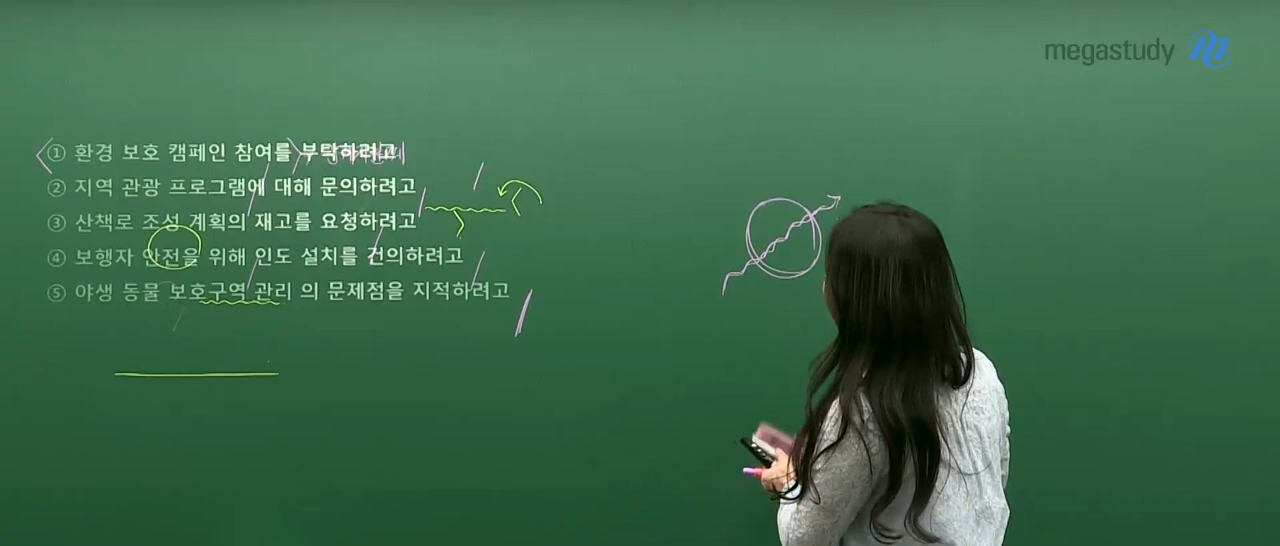 megastudy
① 환경 보호 캠페인 참여를 부탁하려고
② 지역 관광 프로그램에 대해 문의하려고
③ 산책로 조성 계획의 재고를 요청하려고
④ 보행자 안전을 위해 인도 설치를 건의하려고
⑤ 야생 동물 보호구역 관리 의 문제점을 지적하려고